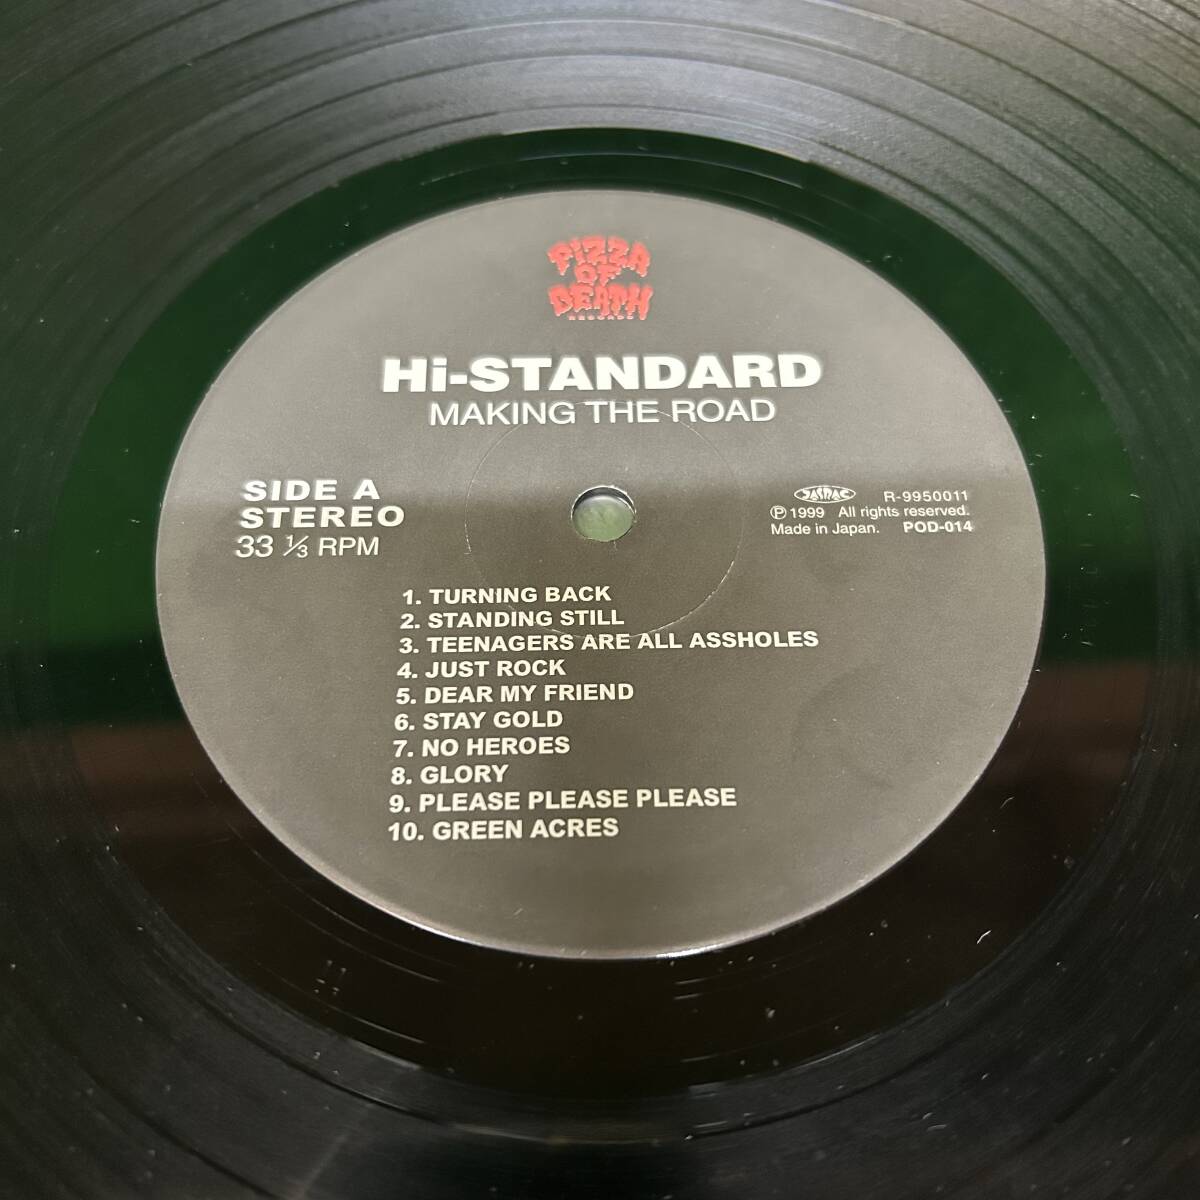 PiZZA
OF
DEATH
RECORDS
Hi-STANDARD
MAKING THE ROAD
SIDE A
STEREO
33 1/3 RPM
JASRAC R-9950011
Ⓟ 1999 All rights reserved.
Made in Japan. POD-014
1. TURNING BACK
2. STANDING STILL
3. TEENAGERS ARE ALL ASSHOLES
4. JUST ROCK
5. DEAR MY FRIEND
6. STAY GOLD
7. NO HEROES
8. GLORY
9. PLEASE PLEASE PLEASE
10. GREEN ACRES